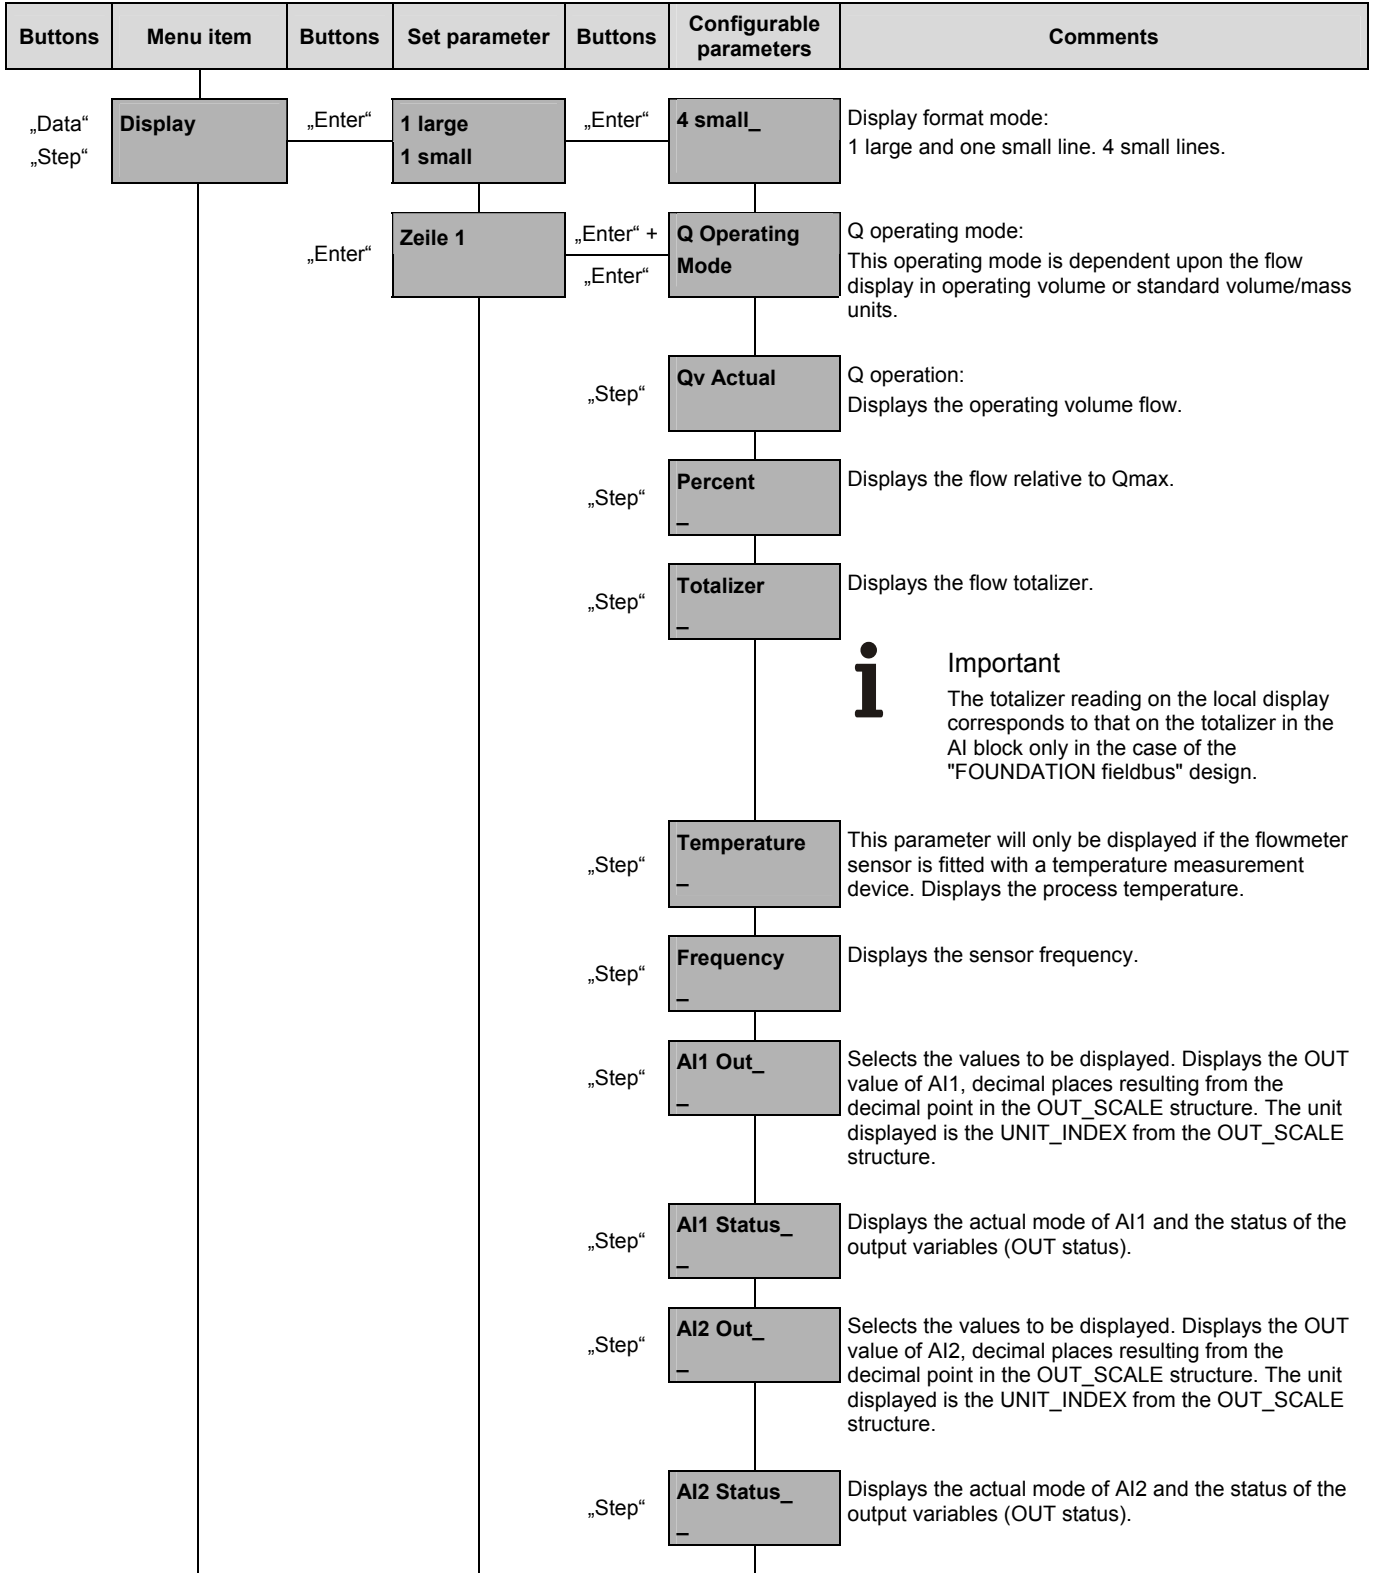 Buttons Menu item Buttons Set parameter Buttons Configurable parameters Comments
„Data“
„Step“
Display
„Enter“
1 large
1 small
„Enter“
4 small_
Display format mode:
1 large and one small line. 4 small lines.
„Enter“
Zeile 1
„Enter“ +
„Enter“
Q Operating
Mode
Q operating mode:
This operating mode is dependent upon the flow
display in operating volume or standard volume/mass
units.
„Step“
Qv Actual
Q operation:
Displays the operating volume flow.
„Step“
Percent
_
Displays the flow relative to Qmax.
„Step“
Totalizer
_
Displays the flow totalizer.
i
Important
The totalizer reading on the local display
corresponds to that on the totalizer in the
AI block only in the case of the
"FOUNDATION fieldbus" design.
„Step“
Temperature
_
This parameter will only be displayed if the flowmeter
sensor is fitted with a temperature measurement
device. Displays the process temperature.
„Step“
Frequency
_
Displays the sensor frequency.
„Step“
AI1 Out_
_
Selects the values to be displayed. Displays the OUT
value of AI1, decimal places resulting from the
decimal point in the OUT_SCALE structure. The unit
displayed is the UNIT_INDEX from the OUT_SCALE
structure.
„Step“
AI1 Status_
_
Displays the actual mode of AI1 and the status of the
output variables (OUT status).
„Step“
AI2 Out_
_
Selects the values to be displayed. Displays the OUT
value of AI2, decimal places resulting from the
decimal point in the OUT_SCALE structure. The unit
displayed is the UNIT_INDEX from the OUT_SCALE
structure.
„Step“
AI2 Status_
_
Displays the actual mode of AI2 and the status of the
output variables (OUT status).